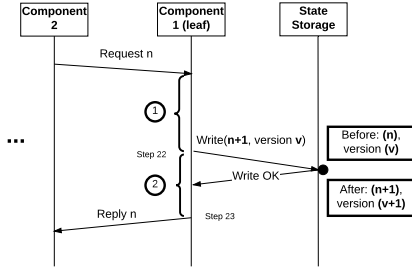 Component
2
Component
1 (leaf)
State
Storage
Request n
1
...
Write(n+1, version v)
Before: (n),
version (v)
Step 22
2
Write OK
After: (n+1),
version (v+1)
Reply n
Step 23